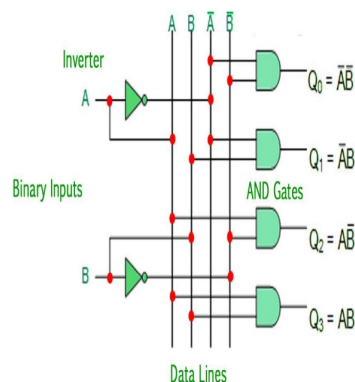 A B A̅ B̅
Inverter
A
Q₀ = A̅B̅
Q₁ = A̅B
Binary Inputs
AND Gates
Q₂ = AB̅
B
Q₃ = AB
Data Lines